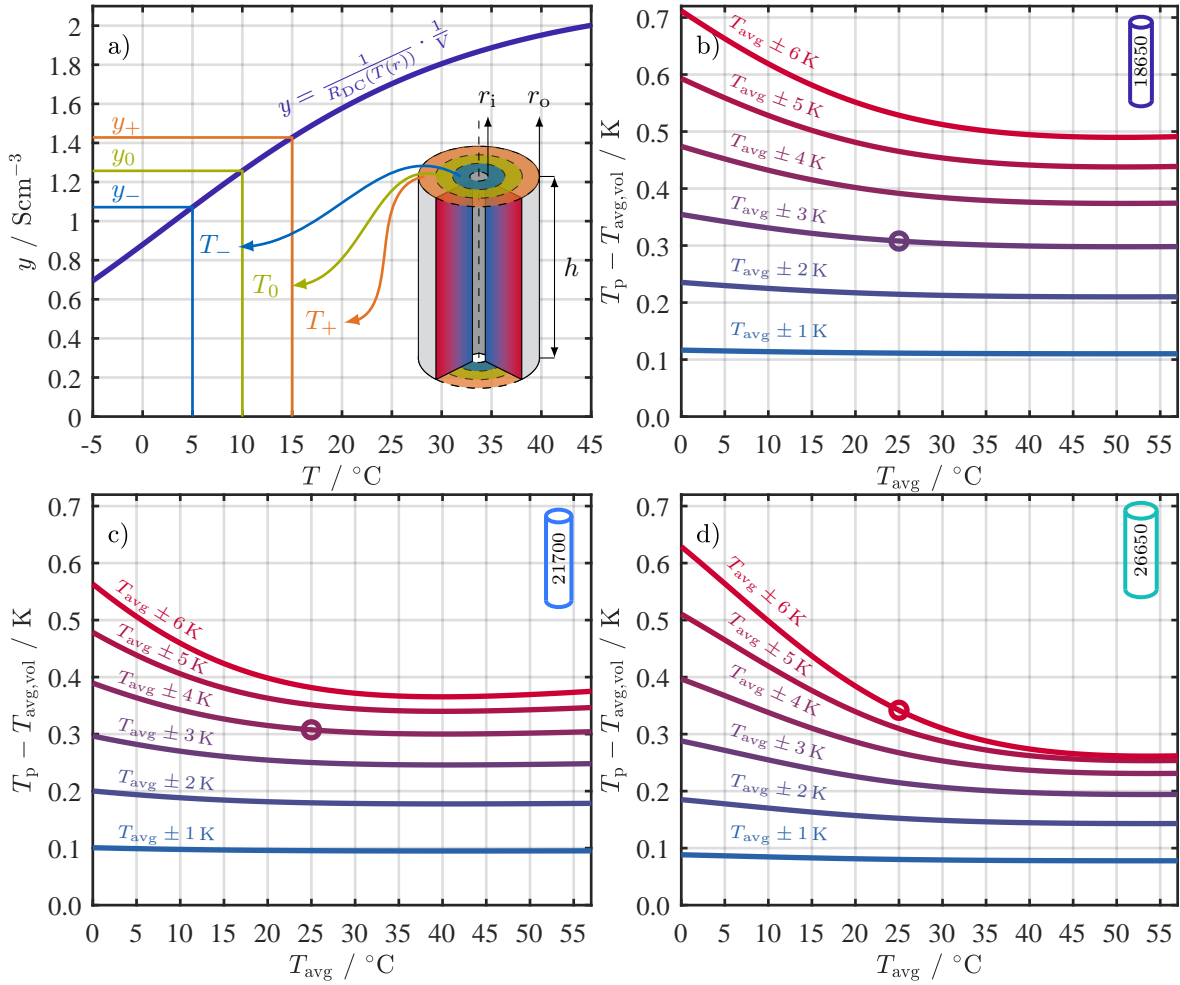 a)
y / Scm⁻³
2
1.8
1.6
1.4
1.2
1
0.8
0.6
0.4
0.2
0
-5 0 5 10 15 20 25 30 35 40 45
T / °C
y = 1/R_DC(T(r)) · 1/V
y₊
y₀
y₋
T₋
T₀
T₊
r_i
r_o
h
b)
18650
T_p − T_avg,vol / K
0.7
0.6
0.5
0.4
0.3
0.2
0.1
0.0
T_avg ± 6 K
T_avg ± 5 K
T_avg ± 4 K
T_avg ± 3 K
T_avg ± 2 K
T_avg ± 1 K
0 5 10 15 20 25 30 35 40 45 50 55
T_avg / °C
c)
21700
T_p − T_avg,vol / K
0.7
0.6
0.5
0.4
0.3
0.2
0.1
0.0
T_avg ± 6 K
T_avg ± 5 K
T_avg ± 4 K
T_avg ± 3 K
T_avg ± 2 K
T_avg ± 1 K
0 5 10 15 20 25 30 35 40 45 50 55
T_avg / °C
d)
26650
T_p − T_avg,vol / K
0.7
0.6
0.5
0.4
0.3
0.2
0.1
0.0
T_avg ± 6 K
T_avg ± 5 K
T_avg ± 4 K
T_avg ± 3 K
T_avg ± 2 K
T_avg ± 1 K
0 5 10 15 20 25 30 35 40 45 50 55
T_avg / °C